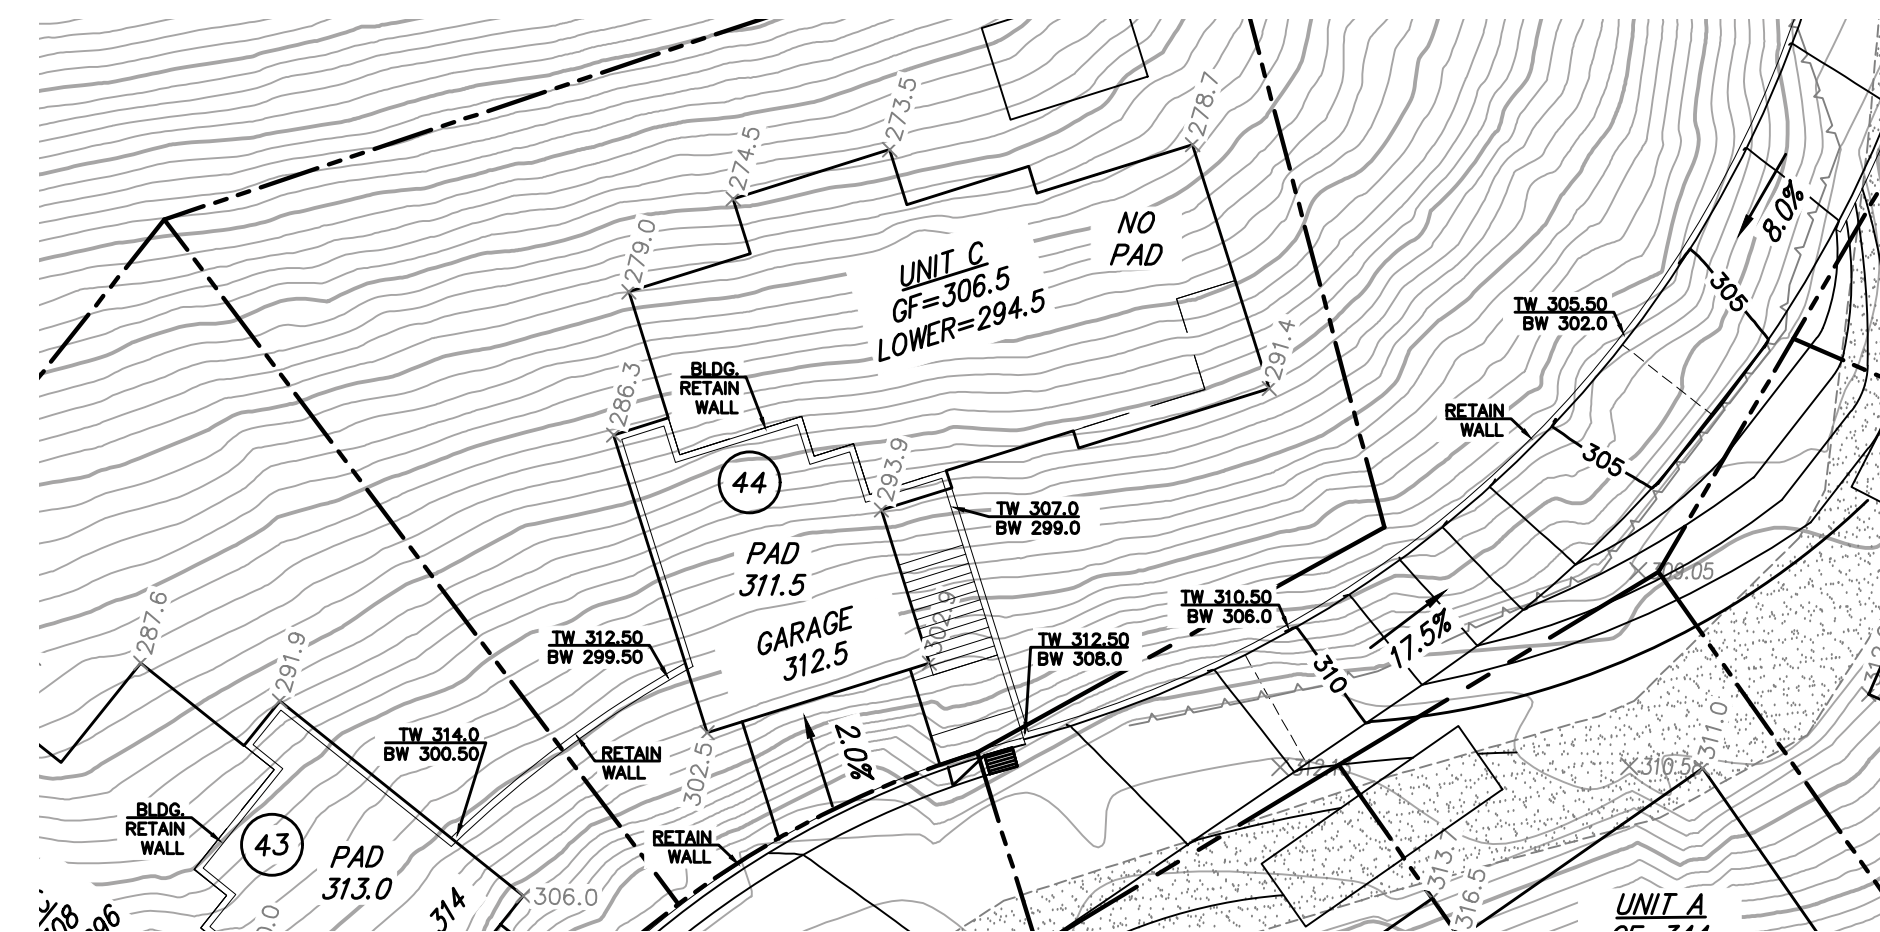 273.5
278.7
274.5
279.0
8.0%
NO
PAD
UNIT C
GF=306.5
LOWER=294.5
305
TW 305.50
BW 302.0
291.4
286.3
BLDG.
RETAIN
WALL
RETAIN
WALL
305
293.9
44
TW 307.0
BW 299.0
PAD
311.5
309.05
287.6
TW 310.50
BW 306.0
302.9
GARAGE
312.5
17.5%
TW 312.50
BW 299.50
TW 312.50
BW 308.0
291.9
310
312
TW 314.0
BW 300.50
RETAIN
WALL
302.5
2.0%
312.15
310.56
311.0
BLDG.
RETAIN
WALL
43
PAD
313.0
RETAIN
WALL
306.0
314
313
316.5
UNIT A